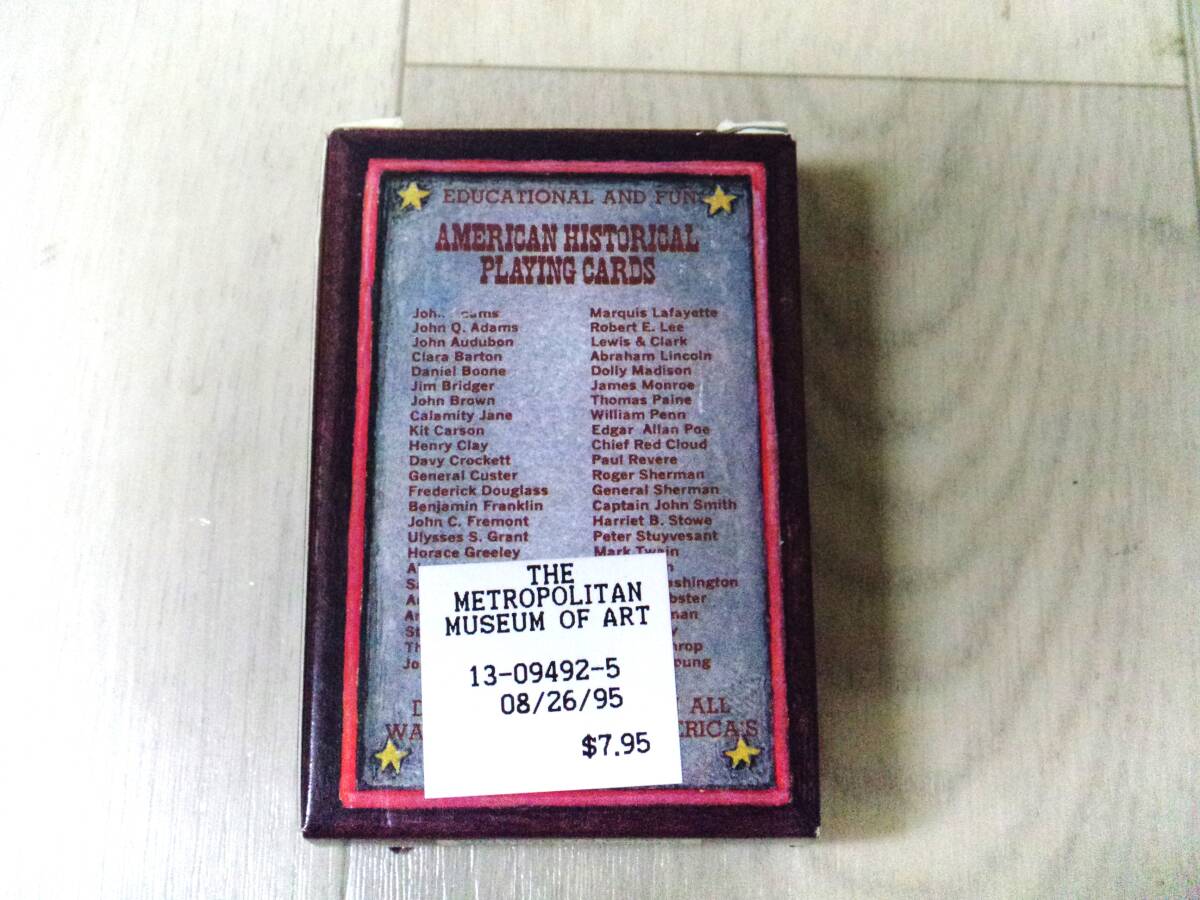 EDUCATIONAL AND FUN
AMERICAN HISTORICAL
PLAYING CARDS
John Q. Adams
John Audubon
Clara Barton
Daniel Boone
Jim Bridger
John Brown
Calamity Jane
Kit Carson
Henry Clay
Davy Crockett
General Custer
Frederick Douglass
Benjamin Franklin
John C. Fremont
Ulysses S. Grant
Horace Greeley
Marquis Lafayette
Robert E. Lee
Lewis & Clark
Abraham Lincoln
Dolly Madison
James Monroe
Thomas Paine
William Penn
Edgar Allan Poe
Chief Red Cloud
Paul Revere
Roger Sherman
General Sherman
Captain John Smith
Harriet B. Stowe
Peter Stuyvesant
Mark Twain
ALL
THE
METROPOLITAN
MUSEUM OF ART
13-09492-5
08/26/95
$7.95